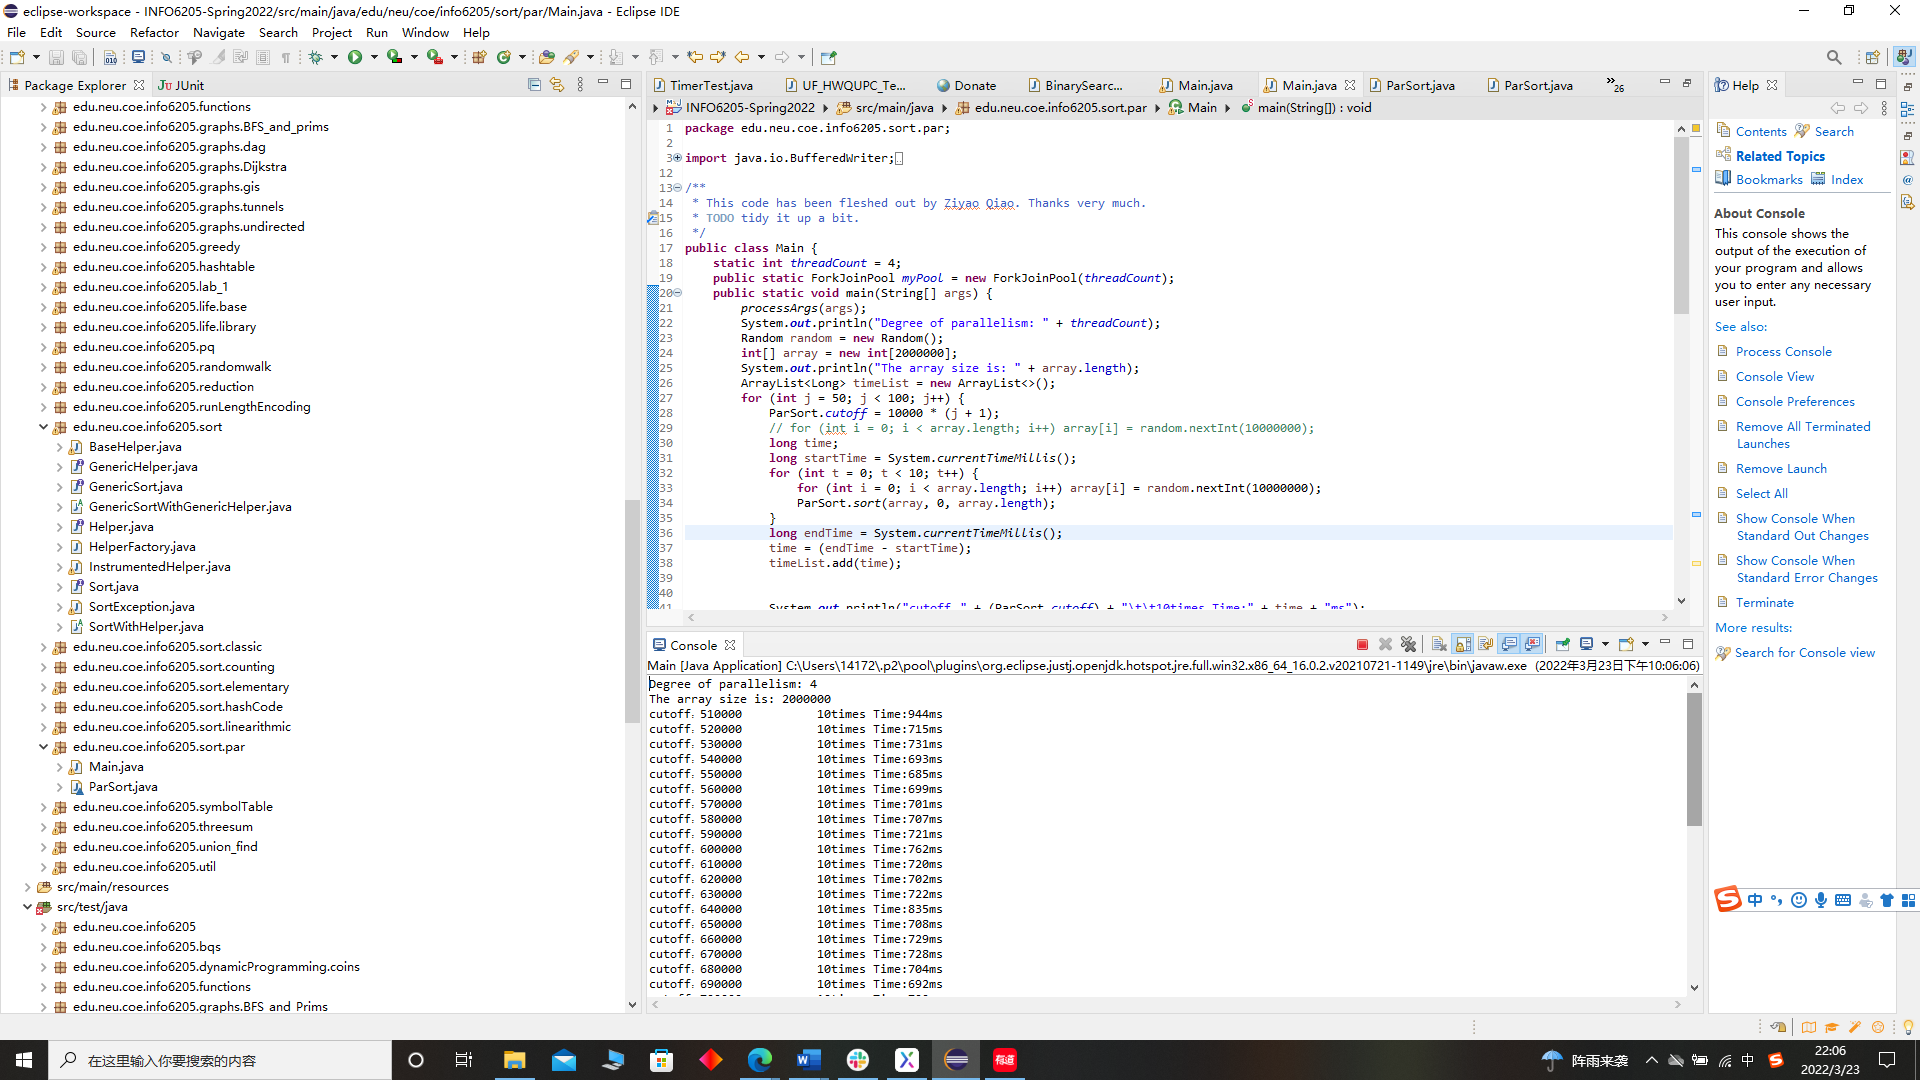 eclipse-workspace - INFO6205-Spring2022/src/main/java/edu/neu/coe/info6205/sort/par/Main.java - Eclipse IDE
File Edit Source Refactor Navigate Search Project Run Window Help
Package Explorer JUnit
edu.neu.coe.info6205.functions
edu.neu.coe.info6205.graphs.BFS_and_prims
edu.neu.coe.info6205.graphs.dag
edu.neu.coe.info6205.graphs.Dijkstra
edu.neu.coe.info6205.graphs.gis
edu.neu.coe.info6205.graphs.tunnels
edu.neu.coe.info6205.graphs.undirected
edu.neu.coe.info6205.greedy
edu.neu.coe.info6205.hashtable
edu.neu.coe.info6205.lab_1
edu.neu.coe.info6205.life.base
edu.neu.coe.info6205.life.library
edu.neu.coe.info6205.pq
edu.neu.coe.info6205.randomwalk
edu.neu.coe.info6205.reduction
edu.neu.coe.info6205.runLengthEncoding
edu.neu.coe.info6205.sort
BaseHelper.java
GenericHelper.java
GenericSort.java
GenericSortWithGenericHelper.java
Helper.java
HelperFactory.java
InstrumentedHelper.java
Sort.java
SortException.java
SortWithHelper.java
edu.neu.coe.info6205.sort.classic
edu.neu.coe.info6205.sort.counting
edu.neu.coe.info6205.sort.elementary
edu.neu.coe.info6205.sort.hashCode
edu.neu.coe.info6205.sort.linearithmic
edu.neu.coe.info6205.sort.par
Main.java
ParSort.java
edu.neu.coe.info6205.symbolTable
edu.neu.coe.info6205.threesum
edu.neu.coe.info6205.union_find
edu.neu.coe.info6205.util
src/main/resources
src/test/java
edu.neu.coe.info6205
edu.neu.coe.info6205.bqs
edu.neu.coe.info6205.dynamicProgramming.coins
edu.neu.coe.info6205.functions
edu.neu.coe.info6205.graphs.BFS_and_Prims
TimerTest.java UF_HWQUPC_Te... Donate BinarySearc... Main.java Main.java ParSort.java ParSort.java »26
INFO6205-Spring2022 src/main/java edu.neu.coe.info6205.sort.par Main main(String[]) : void
1 package edu.neu.coe.info6205.sort.par;
2
3 import java.io.BufferedWriter;
12
13 /**
14 * This code has been fleshed out by Ziyao Qiao. Thanks very much.
15 * TODO tidy it up a bit.
16 */
17 public class Main {
18 static int threadCount = 4;
19 public static ForkJoinPool myPool = new ForkJoinPool(threadCount);
20 public static void main(String[] args) {
21 processArgs(args);
22 System.out.println("Degree of parallelism: " + threadCount);
23 Random random = new Random();
24 int[] array = new int[2000000];
25 System.out.println("The array size is: " + array.length);
26 ArrayList<Long> timeList = new ArrayList<>();
27 for (int j = 50; j < 100; j++) {
28 ParSort.cutoff = 10000 * (j + 1);
29 // for (int i = 0; i < array.length; i++) array[i] = random.nextInt(10000000);
30 long time;
31 long startTime = System.currentTimeMillis();
32 for (int t = 0; t < 10; t++) {
33 for (int i = 0; i < array.length; i++) array[i] = random.nextInt(10000000);
34 ParSort.sort(array, 0, array.length);
35 }
36 long endTime = System.currentTimeMillis();
37 time = (endTime - startTime);
38 timeList.add(time);
39
40
41 System.out.println("cutoff：" + (ParSort.cutoff) + "\t\t10times Time:" + time + "ms");
Console
Main [Java Application] C:\Users\14172\.p2\pool\plugins\org.eclipse.justj.openjdk.hotspot.jre.full.win32.x86_64_16.0.2.v20210721-1149\jre\bin\javaw.exe (2022年3月23日下午10:06:06)
Degree of parallelism: 4
The array size is: 2000000
cutoff：510000 10times Time:944ms
cutoff：520000 10times Time:715ms
cutoff：530000 10times Time:731ms
cutoff：540000 10times Time:693ms
cutoff：550000 10times Time:685ms
cutoff：560000 10times Time:699ms
cutoff：570000 10times Time:701ms
cutoff：580000 10times Time:707ms
cutoff：590000 10times Time:721ms
cutoff：600000 10times Time:762ms
cutoff：610000 10times Time:720ms
cutoff：620000 10times Time:702ms
cutoff：630000 10times Time:722ms
cutoff：640000 10times Time:835ms
cutoff：650000 10times Time:708ms
cutoff：660000 10times Time:729ms
cutoff：670000 10times Time:728ms
cutoff：680000 10times Time:704ms
cutoff：690000 10times Time:692ms
Help
Contents Search
Related Topics
Bookmarks Index
About Console
This console shows the
output of the execution of
your program and allows
you to enter any necessary
user input.
See also:
Process Console
Console View
Console Preferences
Remove All Terminated
Launches
Remove Launch
Select All
Show Console When
Standard Out Changes
Show Console When
Standard Error Changes
Terminate
More results:
Search for Console view
中
在这里输入你要搜索的内容
有道
阵雨来袭
中
22:06
2022/3/23